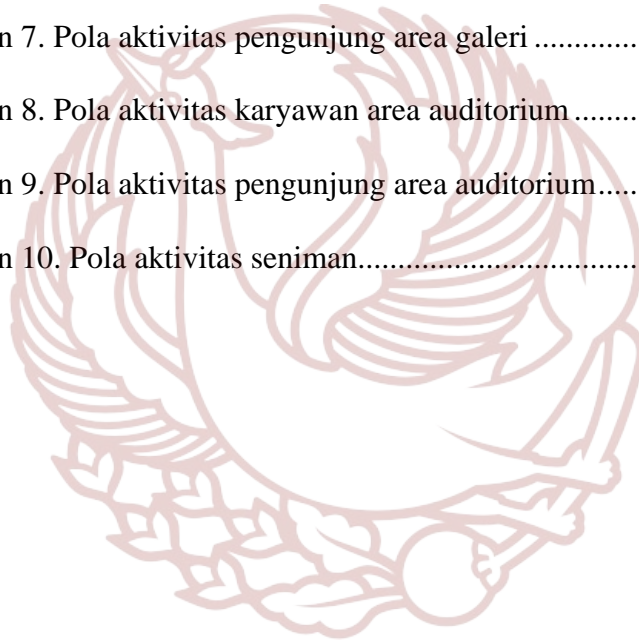 n 7. Pola aktivitas pengunjung area galeri .............
n 8. Pola aktivitas karyawan area auditorium ........
n 9. Pola aktivitas pengunjung area auditorium.....
n 10. Pola aktivitas seniman...................................